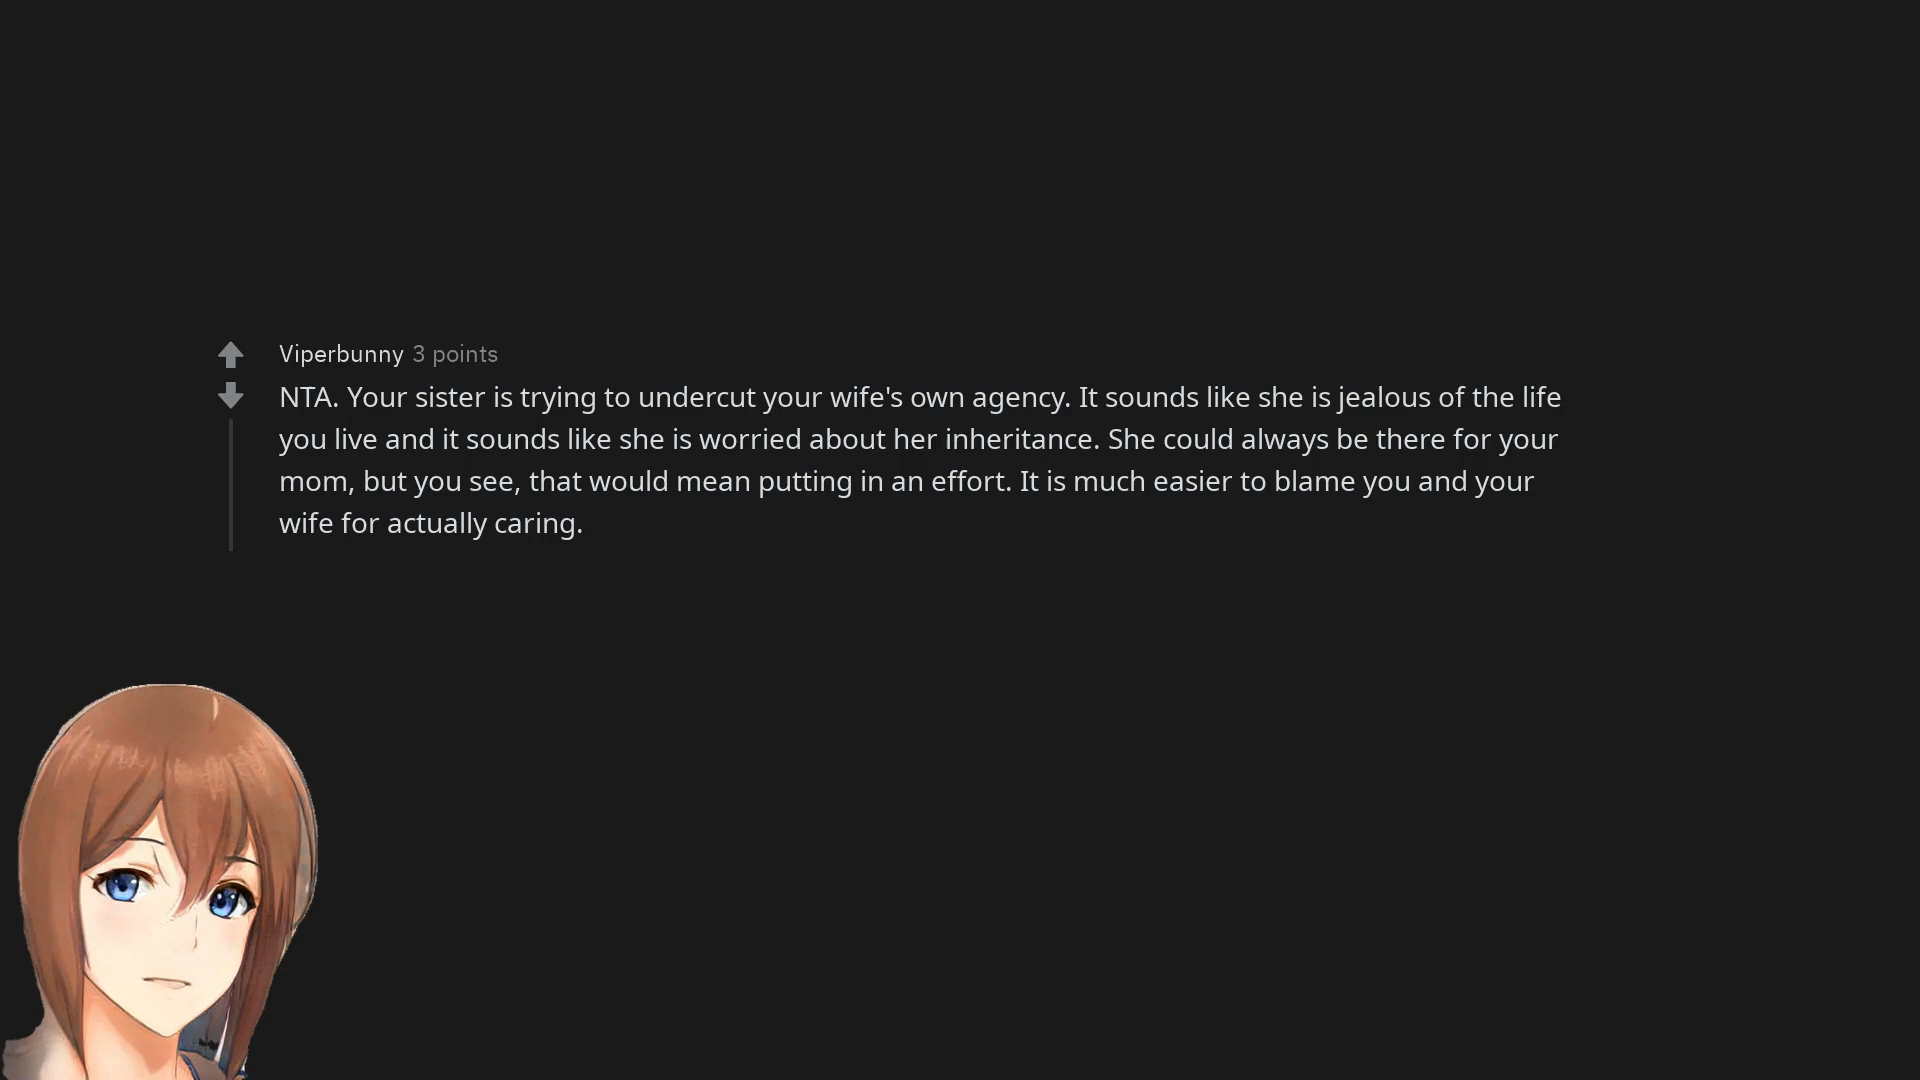 Viperbunny 3 points
NTA. Your sister is trying to undercut your wife's own agency. It sounds like she is jealous of the life
you live and it sounds like she is worried about her inheritance. She could always be there for your
mom, but you see, that would mean putting in an effort. It is much easier to blame you and your
wife for actually caring.